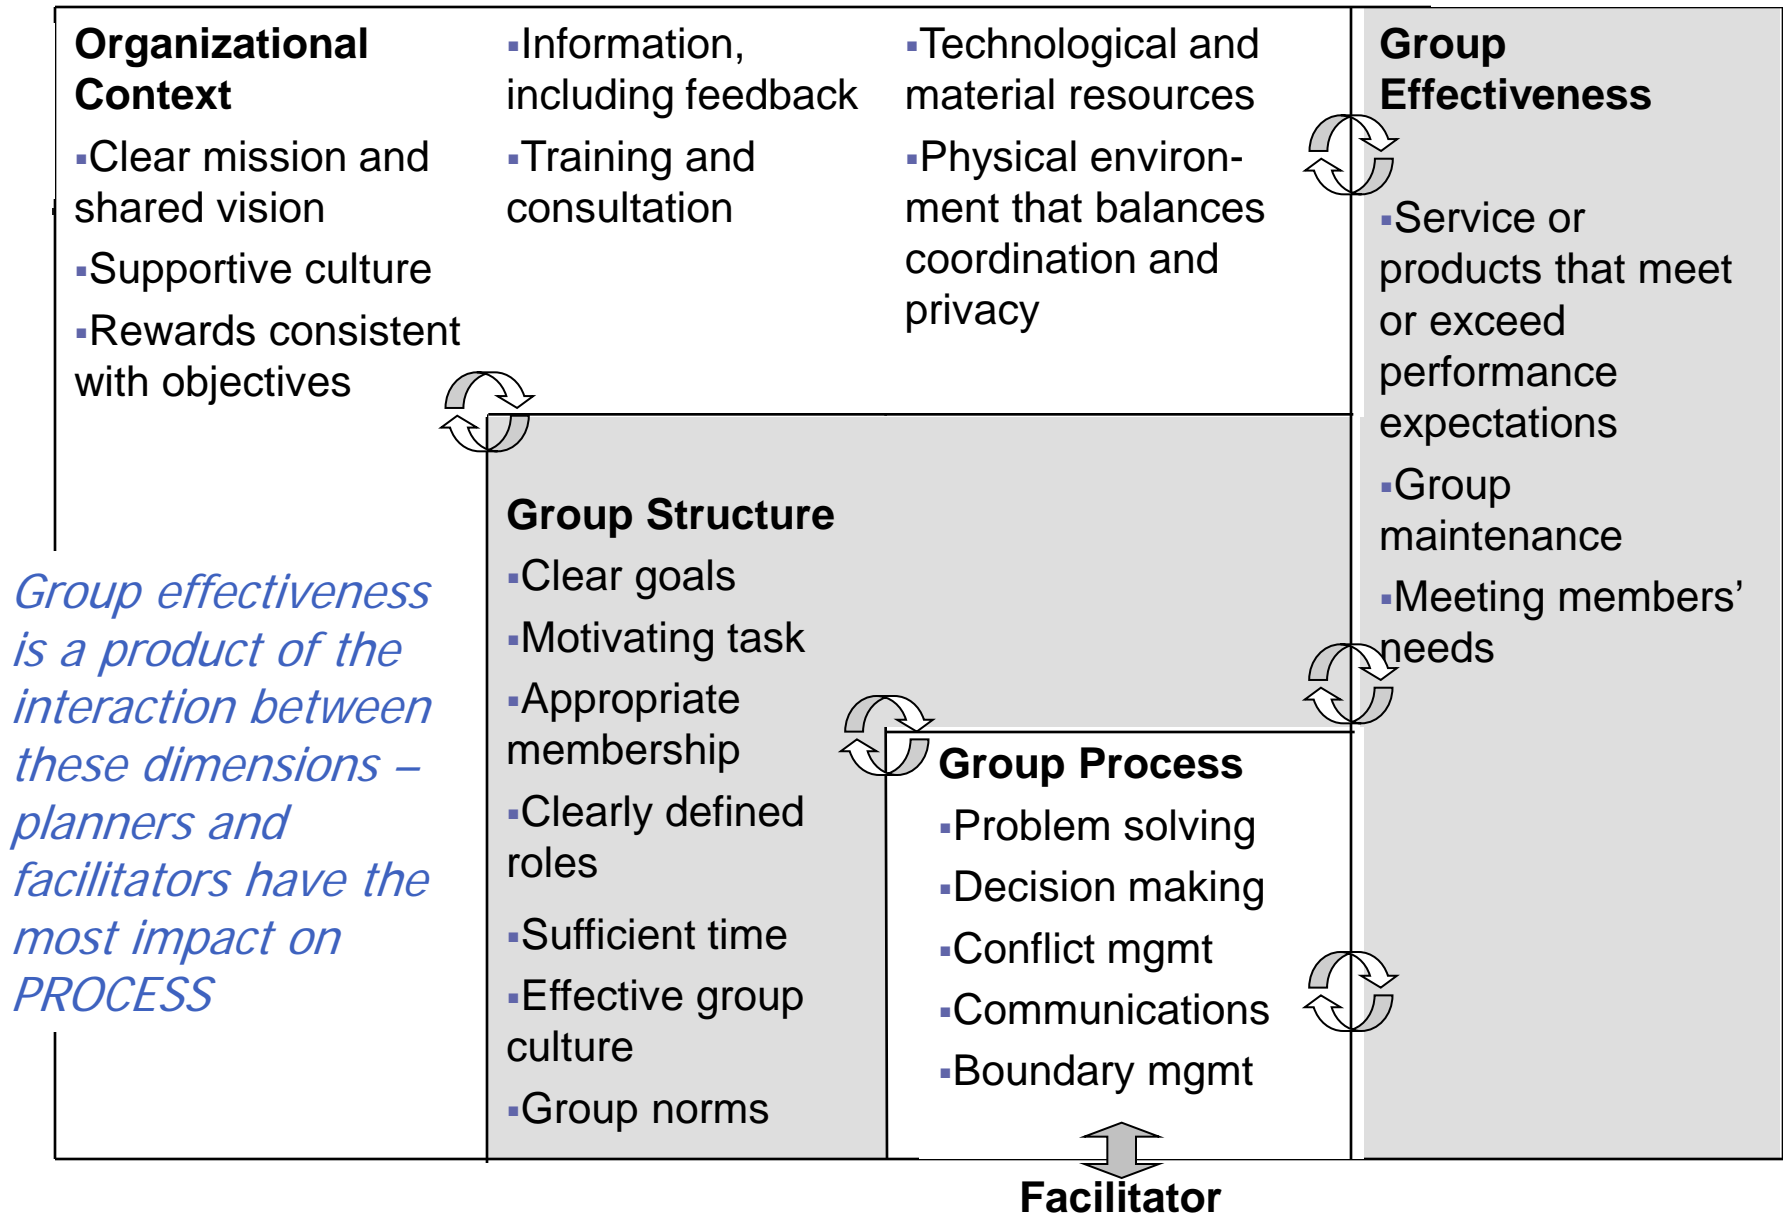 Organizational
Context
▪Clear mission and
shared vision
▪Supportive culture
▪Rewards consistent
with objectives
▪Information,
including feedback
▪Training and
consultation
▪Technological and
material resources
▪Physical environ-
ment that balances
coordination and
privacy
Group
Effectiveness
▪Service or
products that meet
or exceed
performance
expectations
▪Group
maintenance
▪Meeting members’
needs
Group effectiveness
is a product of the
interaction between
these dimensions –
planners and
facilitators have the
most impact on
PROCESS
Group Structure
▪Clear goals
▪Motivating task
▪Appropriate
membership
▪Clearly defined
roles
▪Sufficient time
▪Effective group
culture
▪Group norms
Group Process
▪Problem solving
▪Decision making
▪Conflict mgmt
▪Communications
▪Boundary mgmt
Facilitator